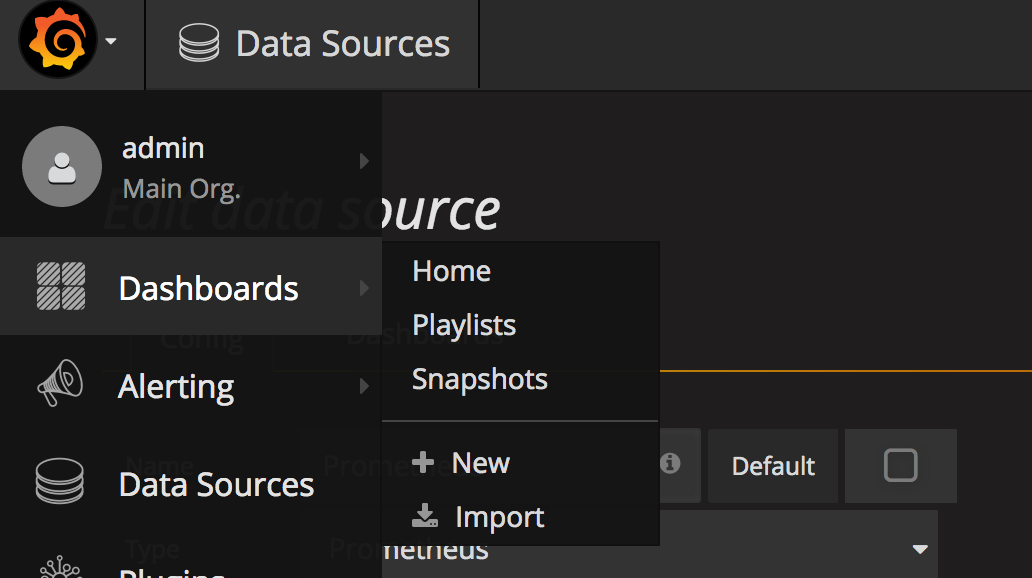 Data Sources
admin
Main Org.
Edit data source
Dashboards
Home
Config
Dashboards
Playlists
Snapshots
Alerting
Name
Prometheus
Default
New
Data Sources
Import
Type
Prometheus
Plugins